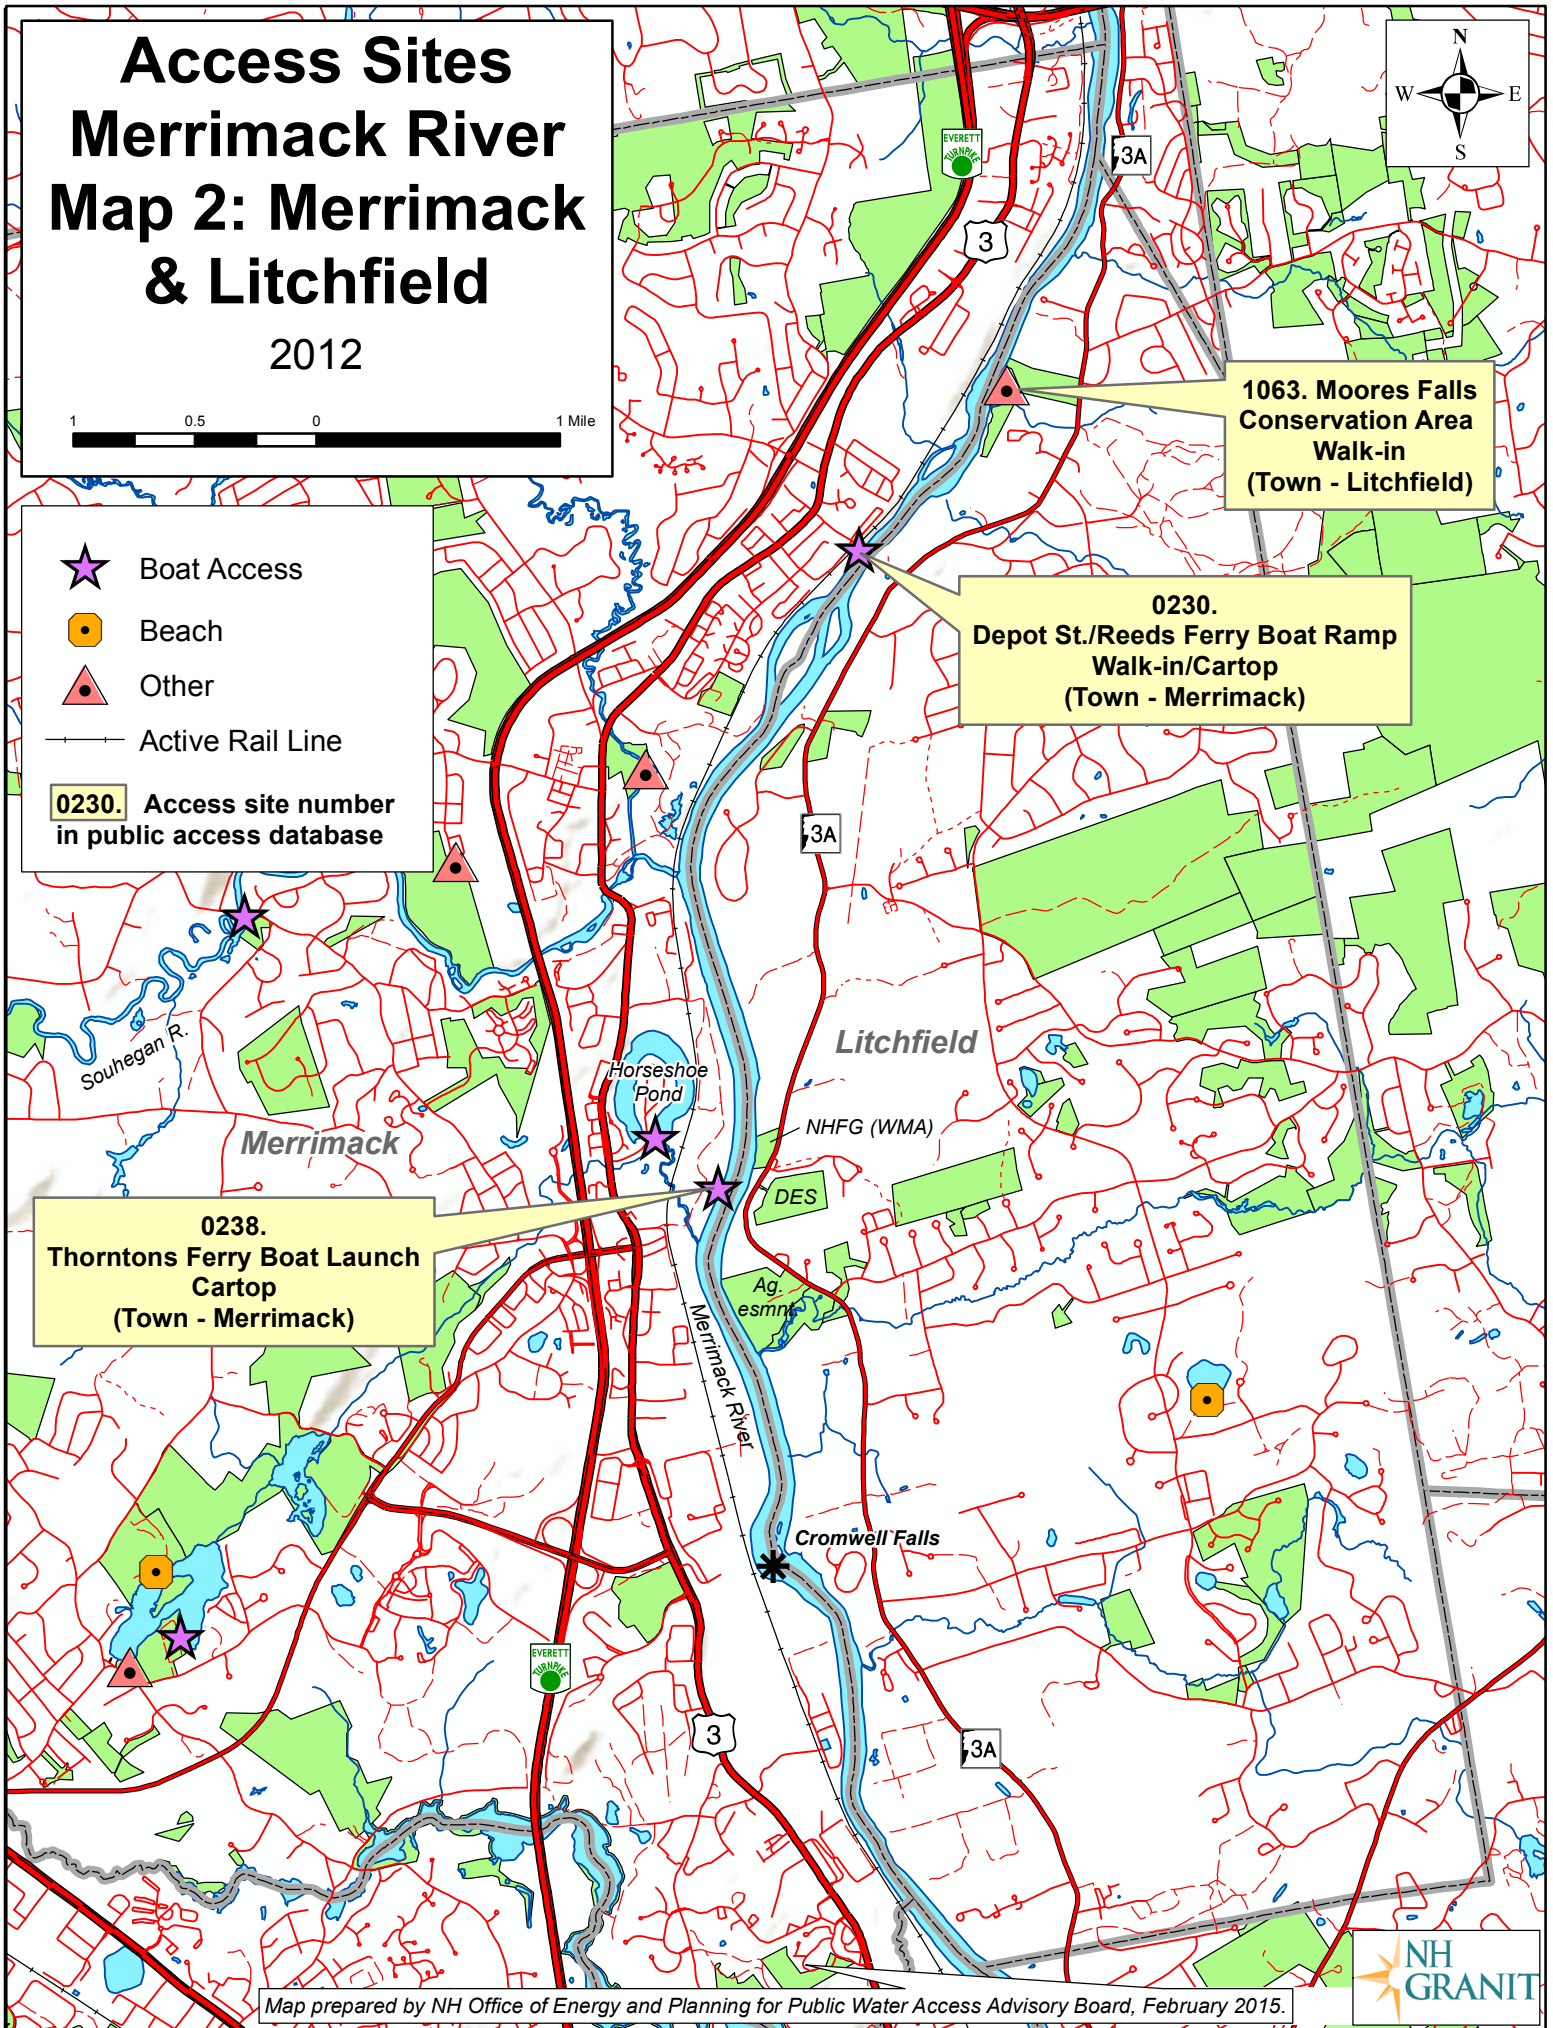 Access Sites
Merrimack River
Map 2: Merrimack
& Litchfield
2012
1 0.5 0 1 Mile
N
W E
S
EVERETT
TURNPIKE
3A
3
1063. Moores Falls
Conservation Area
Walk-in
(Town - Litchfield)
Boat Access
Beach
Other
Active Rail Line
0230. Access site number
in public access database
0230.
Depot St./Reeds Ferry Boat Ramp
Walk-in/Cartop
(Town - Merrimack)
3A
Souhegan R.
Litchfield
Horseshoe
Pond
Merrimack
NHFG (WMA)
DES
0238.
Thorntons Ferry Boat Launch
Cartop
(Town - Merrimack)
Ag.
esmnt.
Merrimack River
Cromwell Falls
EVERETT
TURNPIKE
3
3A
NH
GRANIT
Map prepared by NH Office of Energy and Planning for Public Water Access Advisory Board, February 2015.